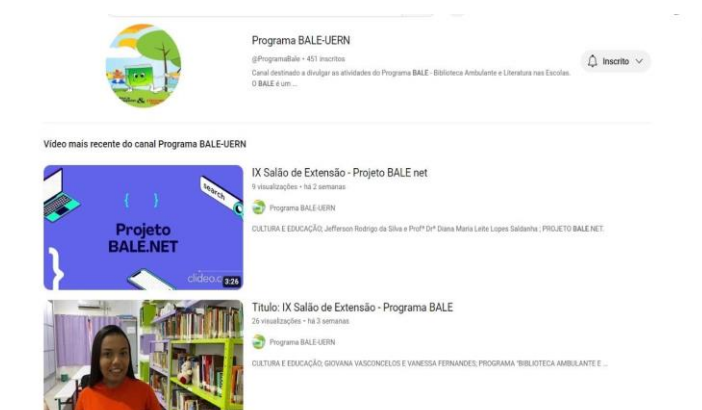 Programa BALE-UERN
@ProgramaBale • 451 inscritos
Canal destinado a divulgar as atividades do Programa BALE - Biblioteca Ambulante e Literatura nas Escolas.
O BALE é um ...
Inscrito
Vídeo mais recente do canal Programa BALE-UERN
search
{ }
Projeto
BALE.NET
}
clideo.c
3:26
IX Salão de Extensão - Projeto BALE net
9 visualizações • há 2 semanas
Programa BALE-UERN
CULTURA E EDUCAÇÃO; Jefferson Rodrigo da Silva e Profª Drª Diana Maria Leite Lopes Saldanha ; PROJETO BALE.NET.
Titulo: IX Salão de Extensão - Programa BALE
26 visualizações • há 3 semanas
Programa BALE-UERN
CULTURA E EDUCAÇÃO; GIOVANA VASCONCELOS E VANESSA FERNANDES; PROGRAMA "BIBLIOTECA AMBULANTE E ...